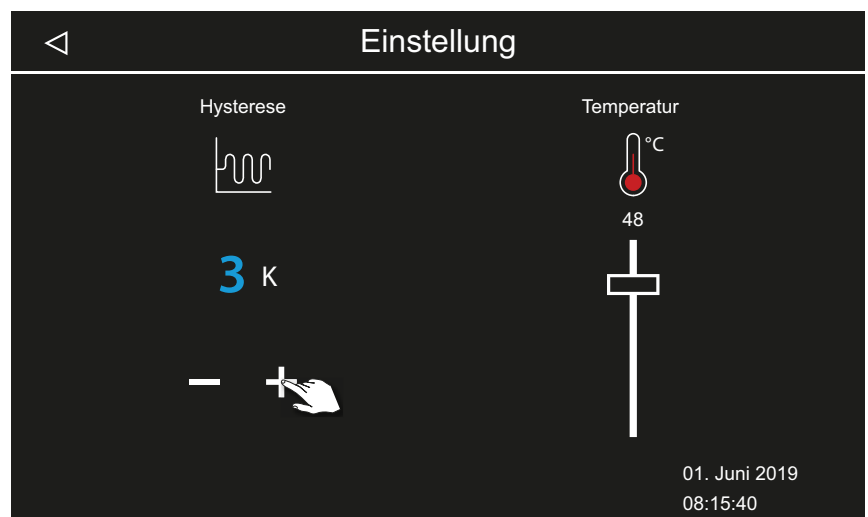 Einstellung
Hysterese
3 K
Temperatur
°C
48
01. Juni 2019
08:15:40